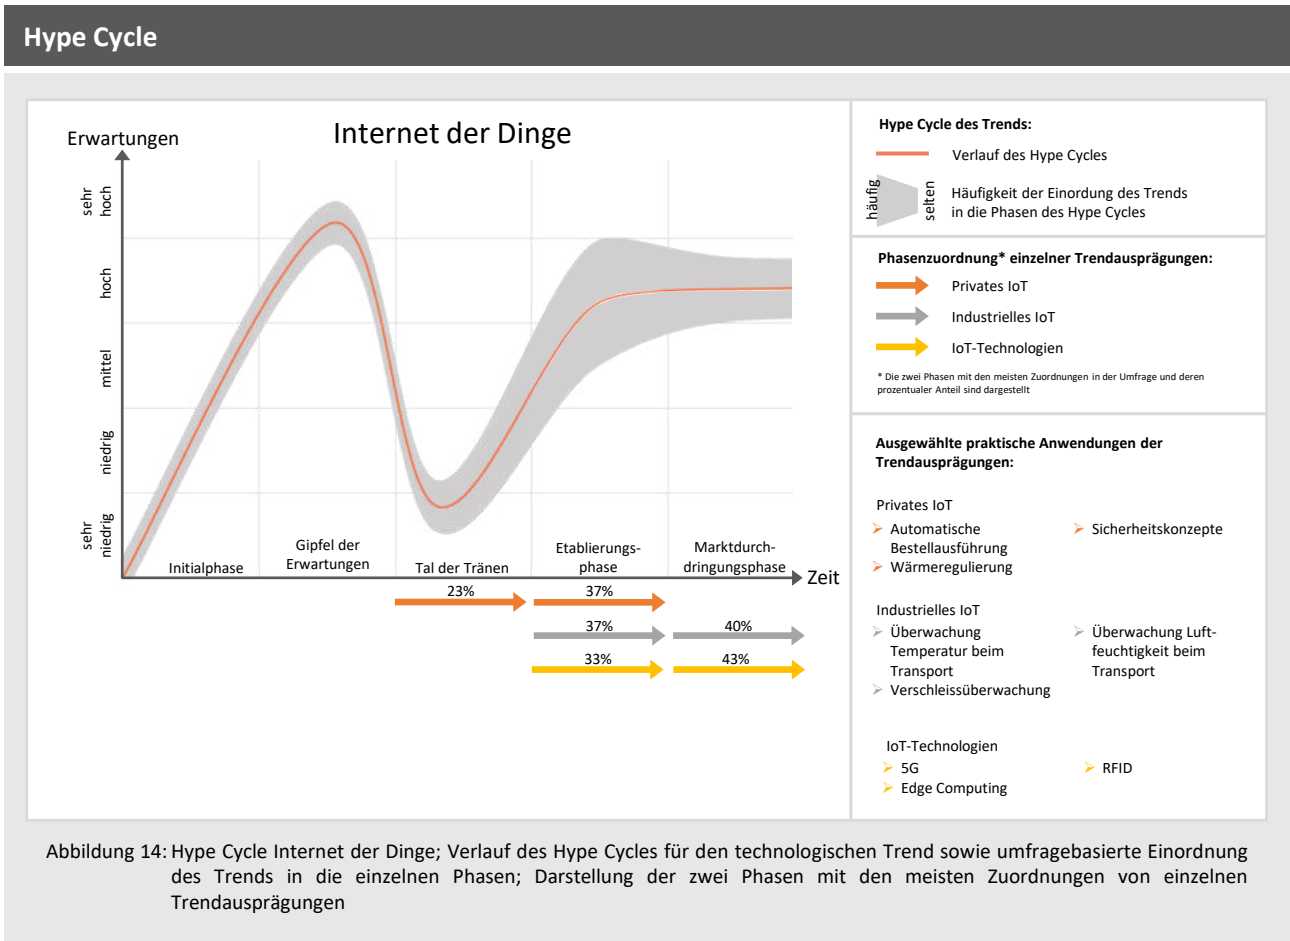 Hype Cycle
Internet der Dinge
Erwartungen
sehr
hoch
hoch
mittel
niedrig
sehr
niedrig
Initialphase
Gipfel der
Erwartungen
Tal der Tränen
Etablierungs-
phase
Marktdurch-
dringungsphase
Zeit
23%
37%
37%
40%
33%
43%
Hype Cycle des Trends:
Verlauf des Hype Cycles
häufig
selten
Häufigkeit der Einordung des Trends
in die Phasen des Hype Cycles
Phasenzuordnung* einzelner Trendausprägungen:
Privates IoT
Industrielles IoT
IoT-Technologien
* Die zwei Phasen mit den meisten Zuordnungen in der Umfrage und deren
prozentualer Anteil sind dargestellt
Ausgewählte praktische Anwendungen der
Trendausprägungen:
Privates IoT
Automatische
Bestellausführung
Wärmeregulierung
Sicherheitskonzepte
Industrielles IoT
Überwachung
Temperatur beim
Transport
Verschleissüberwachung
Überwachung Luft-
feuchtigkeit beim
Transport
IoT-Technologien
5G
Edge Computing
RFID
Abbildung 14: Hype Cycle Internet der Dinge; Verlauf des Hype Cycles für den technologischen Trend sowie umfragebasierte Einordnung
des Trends in die einzelnen Phasen; Darstellung der zwei Phasen mit den meisten Zuordnungen von einzelnen
Trendausprägungen